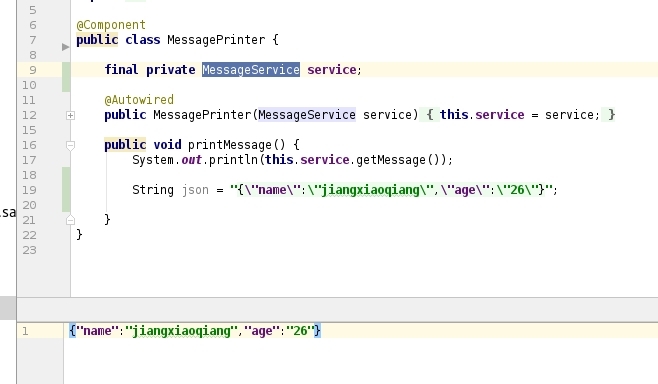 5
6 @Component
7 public class MessagePrinter {
8
9 final private MessageService service;
10
11 @Autowired
12 public MessagePrinter(MessageService service) { this.service = service; }
15
16 public void printMessage() {
17 System.out.println(this.service.getMessage());
18
19 String json = "{\"name\":\"jiangxiaoqiang\",\"age\":\"26\"}";
20
21 }
22 }
23
.sa
1 {"name":"jiangxiaoqiang","age":"26"}